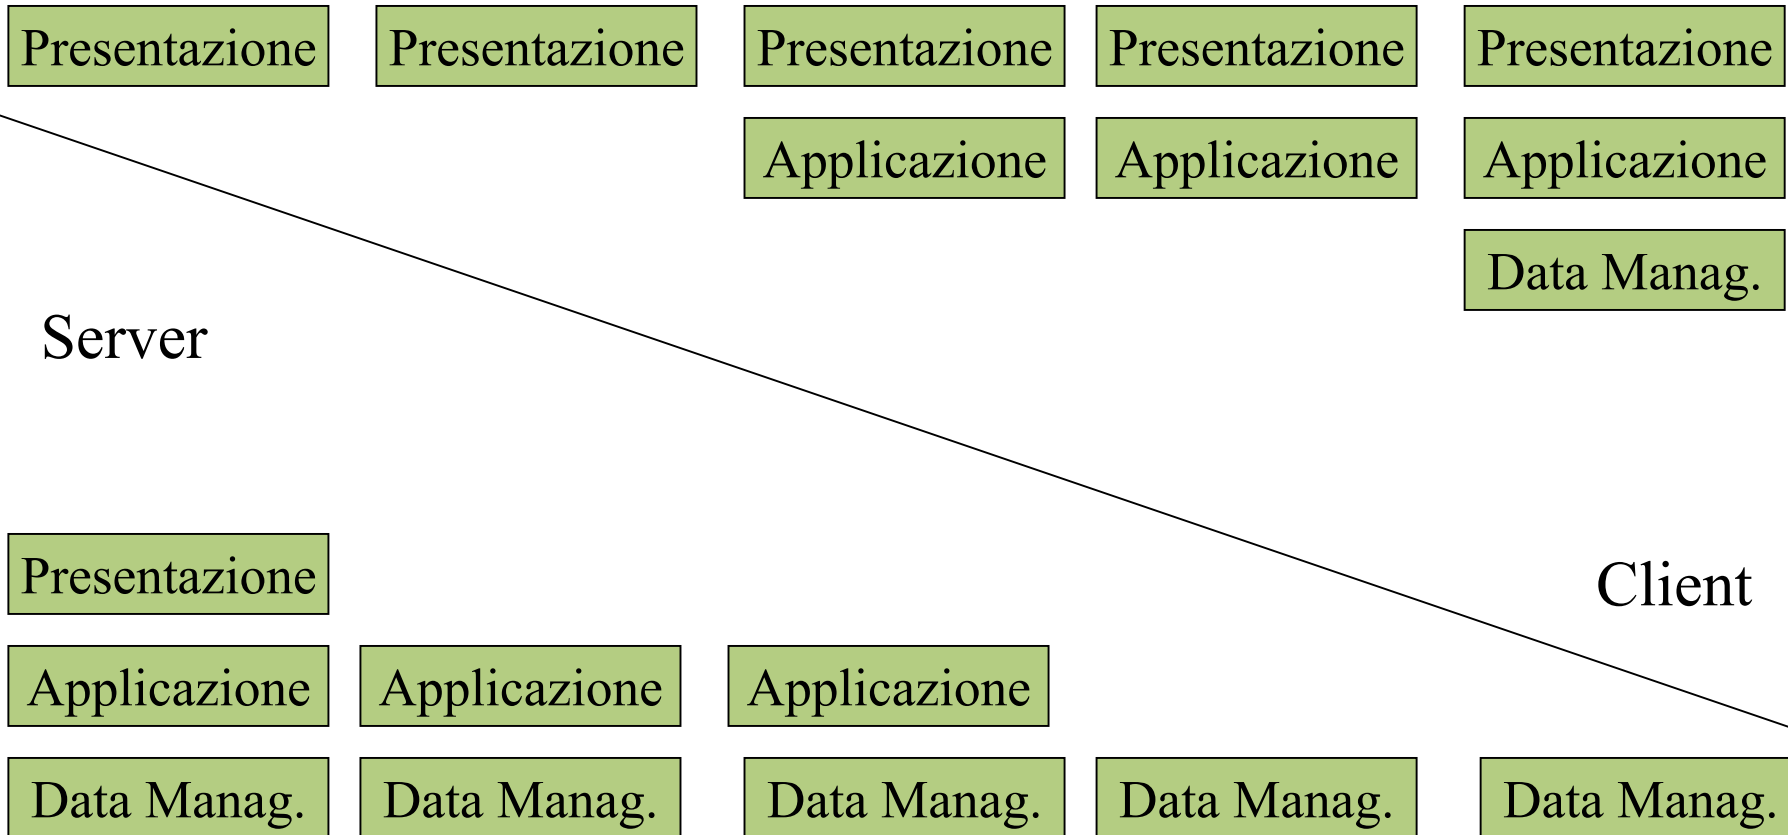 Presentazione Presentazione Presentazione Presentazione Presentazione
Applicazione Applicazione Applicazione
Data Manag.
Server
Client
Presentazione
Applicazione Applicazione Applicazione
Data Manag. Data Manag. Data Manag. Data Manag. Data Manag.